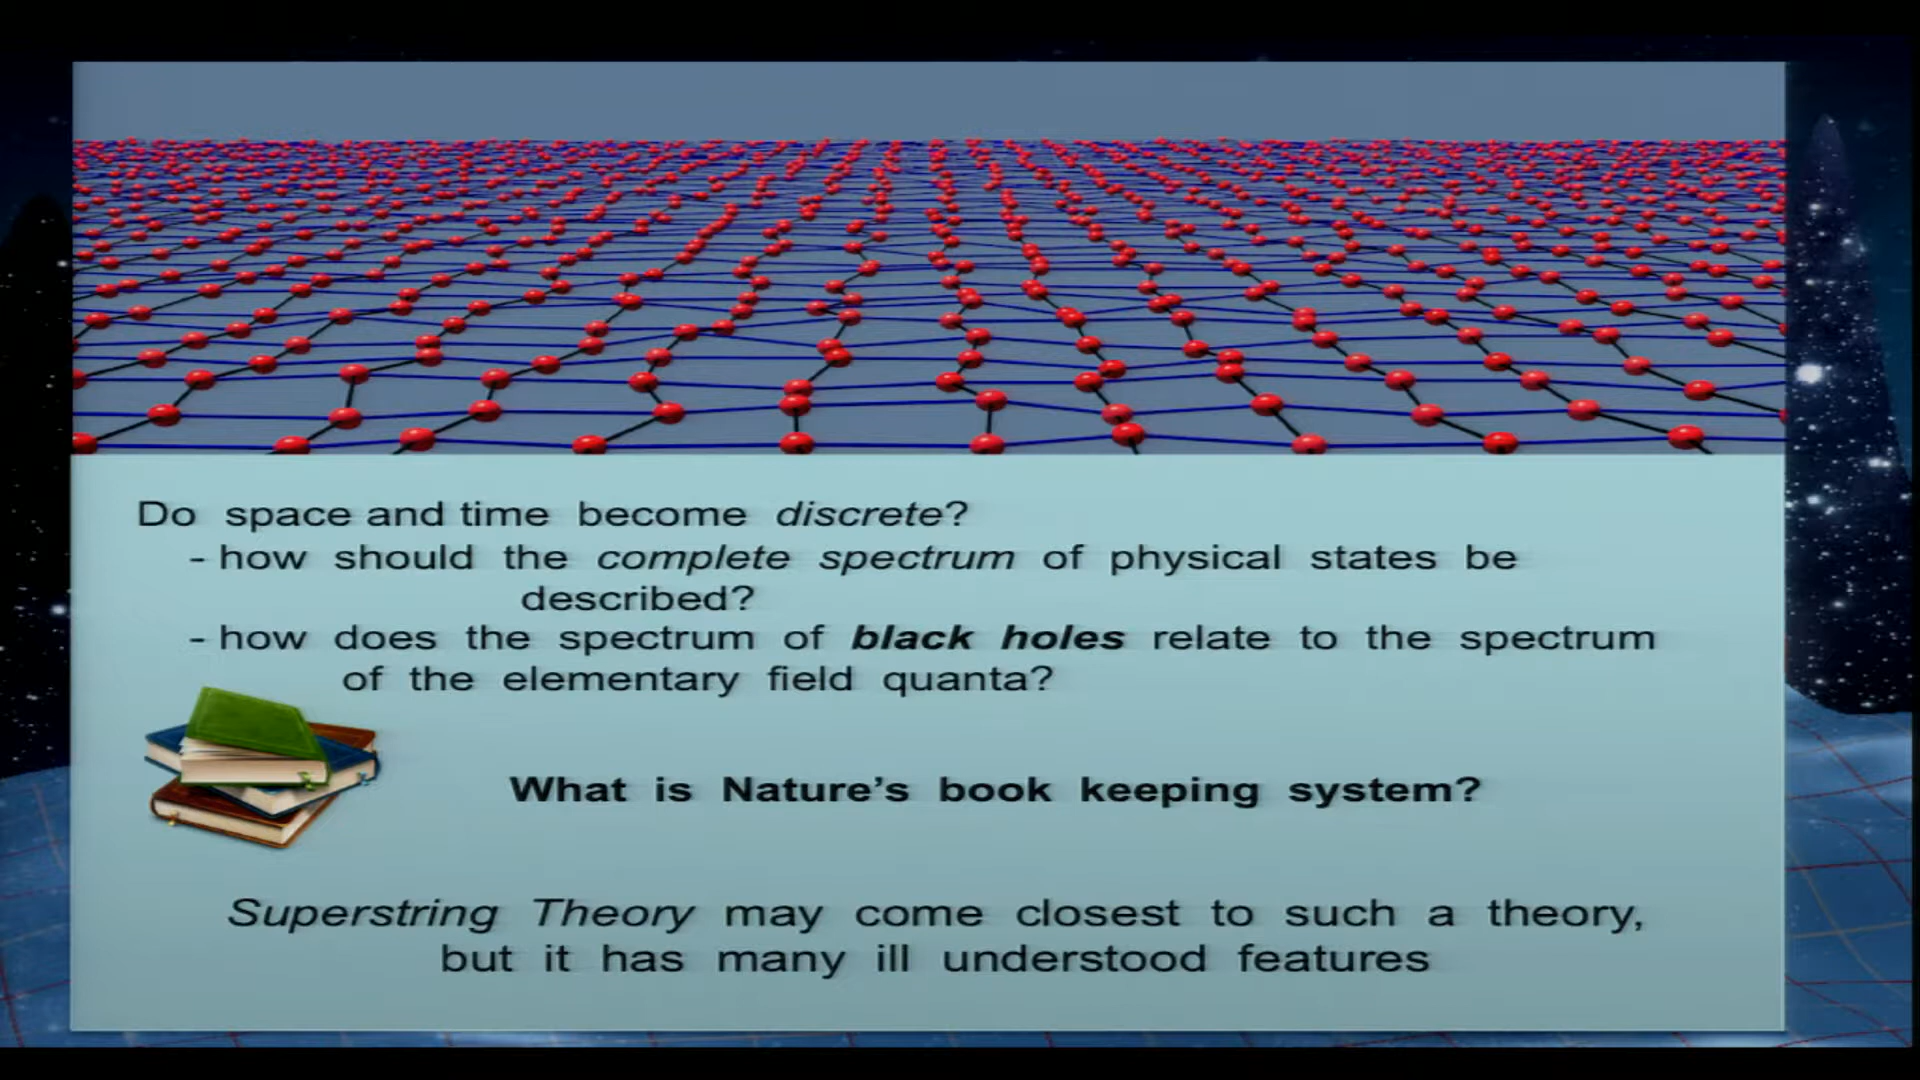 Do space and time become discrete?
- how should the complete spectrum of physical states be
described?
- how does the spectrum of black holes relate to the spectrum
of the elementary field quanta?
What is Nature's book keeping system?
Superstring Theory may come closest to such a theory,
but it has many ill understood features